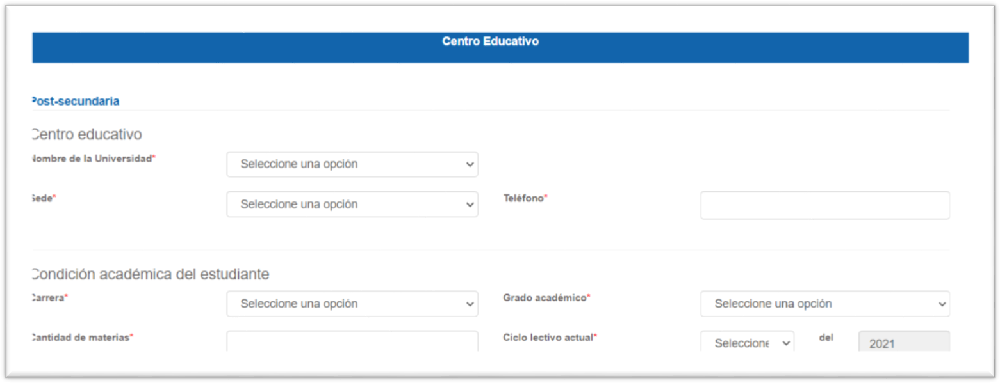 Centro Educativo
Post-secundaria
Centro educativo
Nombre de la Universidad*
Seleccione una opción
Sede*
Seleccione una opción
Teléfono*
Condición académica del estudiante
Carrera*
Seleccione una opción
Grado académico*
Seleccione una opción
Cantidad de materias*
Ciclo lectivo actual*
Seleccione
del
2021